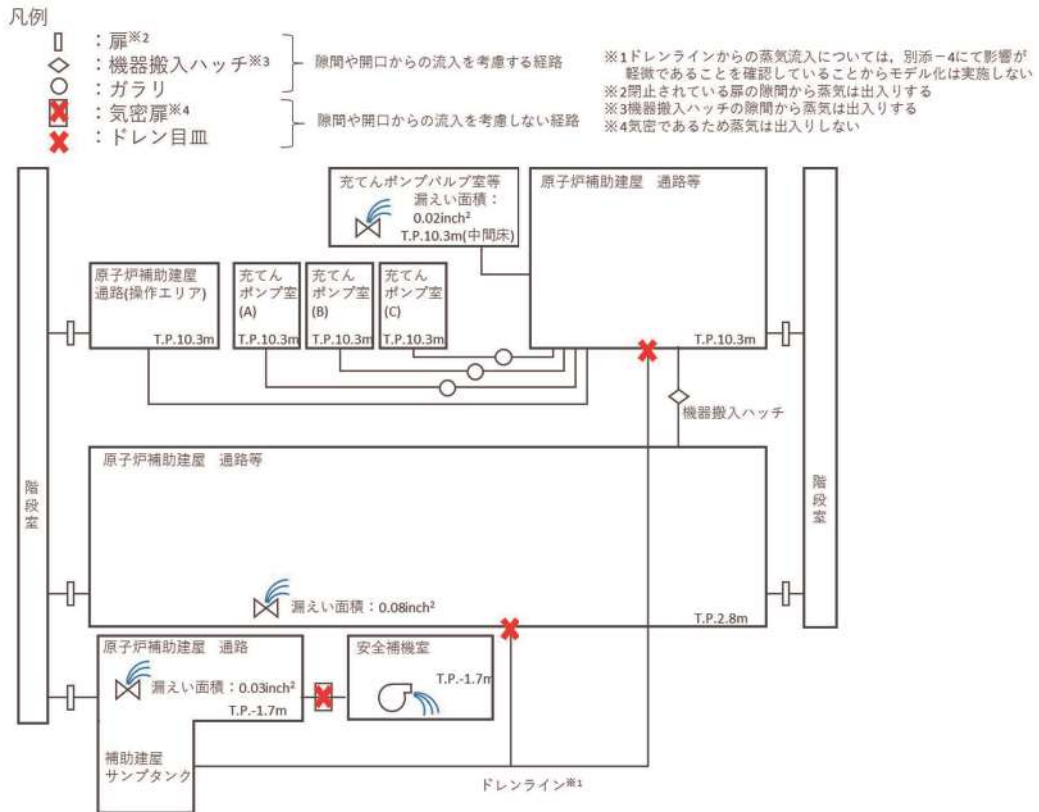 凡例
：扉※2
：機器搬入ハッチ※3
：ガラリ
隙間や開口からの流入を考慮する経路
：気密扉※4
：ドレン目皿
隙間や開口からの流入を考慮しない経路
※1ドレンラインからの蒸気流入については，別添－4にて影響が
軽微であることを確認していることからモデル化は実施しない
※2閉止されている扉の隙間から蒸気は出入りする
※3機器搬入ハッチの隙間から蒸気は出入りする
※4気密であるため蒸気は出入りしない
充てんポンプバルブ室等
漏えい面積：
0.02inch²
T.P.10.3m(中間床)
原子炉補助建屋　通路等
T.P.10.3m
原子炉補助建屋
通路(操作エリア)
T.P.10.3m
充てん
ポンプ室
(A)
T.P.10.3m
充てん
ポンプ室
(B)
T.P.10.3m
充てん
ポンプ室
(C)
T.P.10.3m
機器搬入ハッチ
階段室
原子炉補助建屋　通路等
漏えい面積：0.08inch²
T.P.2.8m
階段室
原子炉補助建屋　通路
漏えい面積：0.03inch²
T.P.-1.7m
安全補機室
T.P.-1.7m
補助建屋
サンプタンク
ドレンライン※1